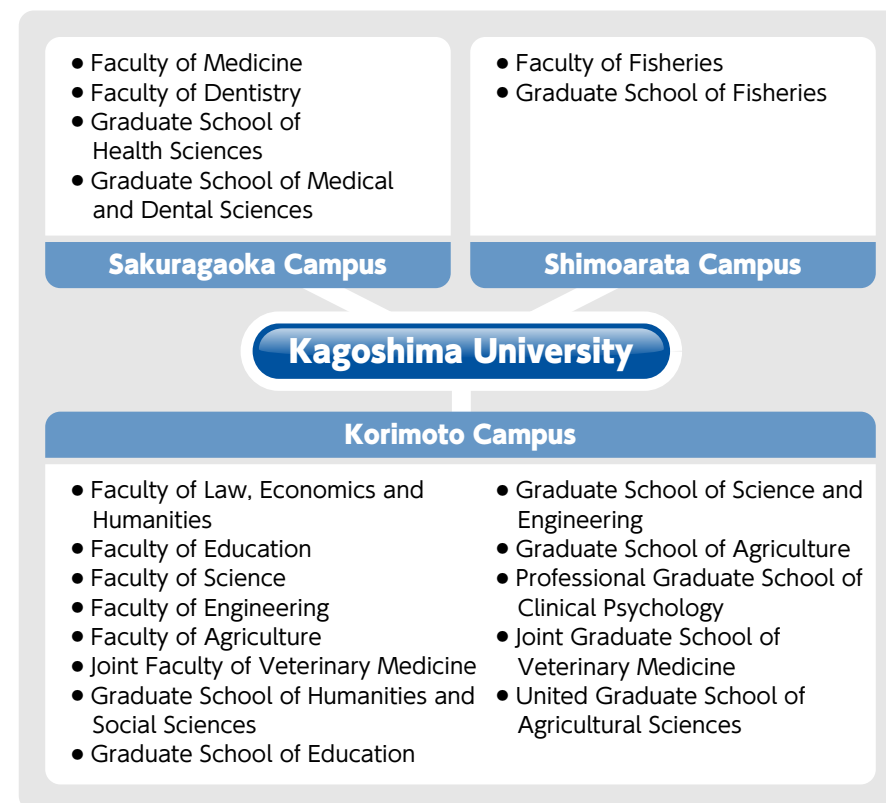 ● Faculty of Medicine
● Faculty of Dentistry
● Graduate School of
Health Sciences
● Graduate School of Medical
and Dental Sciences
Sakuragaoka Campus
● Faculty of Fisheries
● Graduate School of Fisheries
Shimoarata Campus
Kagoshima University
Korimoto Campus
● Faculty of Law, Economics and
Humanities
● Faculty of Education
● Faculty of Science
● Faculty of Engineering
● Faculty of Agriculture
● Joint Faculty of Veterinary Medicine
● Graduate School of Humanities and
Social Sciences
● Graduate School of Education
● Graduate School of Science and
Engineering
● Graduate School of Agriculture
● Professional Graduate School of
Clinical Psychology
● Joint Graduate School of
Veterinary Medicine
● United Graduate School of
Agricultural Sciences